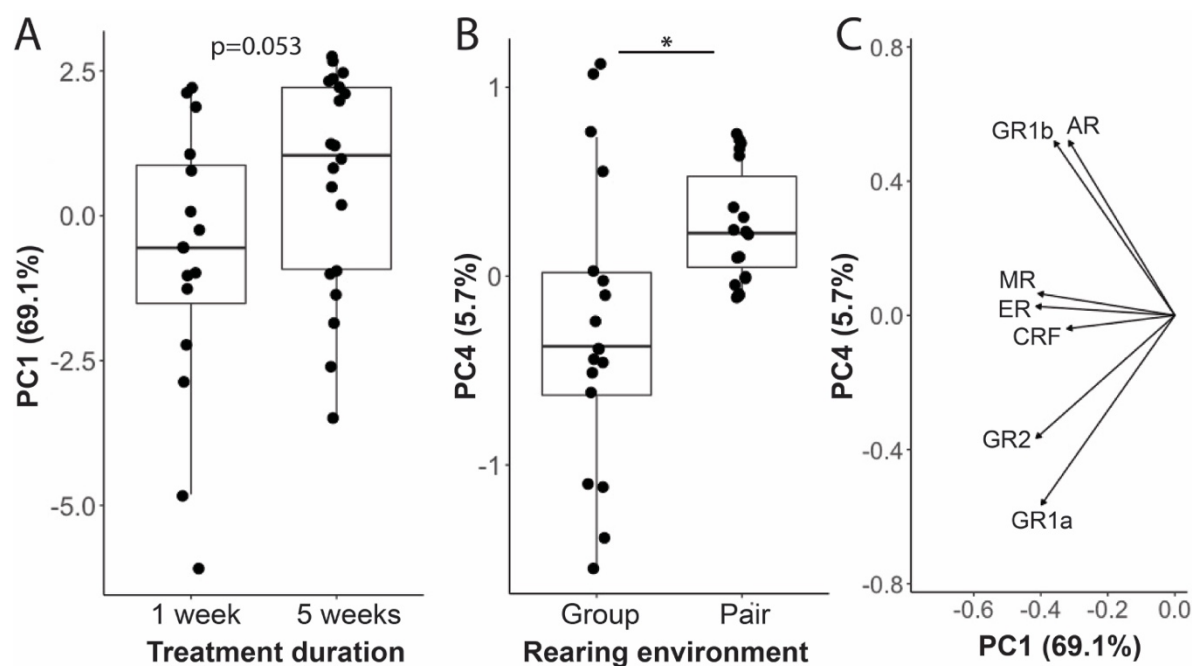 A
p=0.053
PC1 (69.1%)
2.5
0.0
-2.5
-5.0
1 week
5 weeks
Treatment duration
B
*
PC4 (5.7%)
1
0
-1
Group
Pair
Rearing environment
C
PC4 (5.7%)
0.8
0.4
0.0
-0.4
-0.8
GR1b
AR
MR
ER
CRF
GR2
GR1a
-0.6
-0.4
-0.2
0.0
PC1 (69.1%)